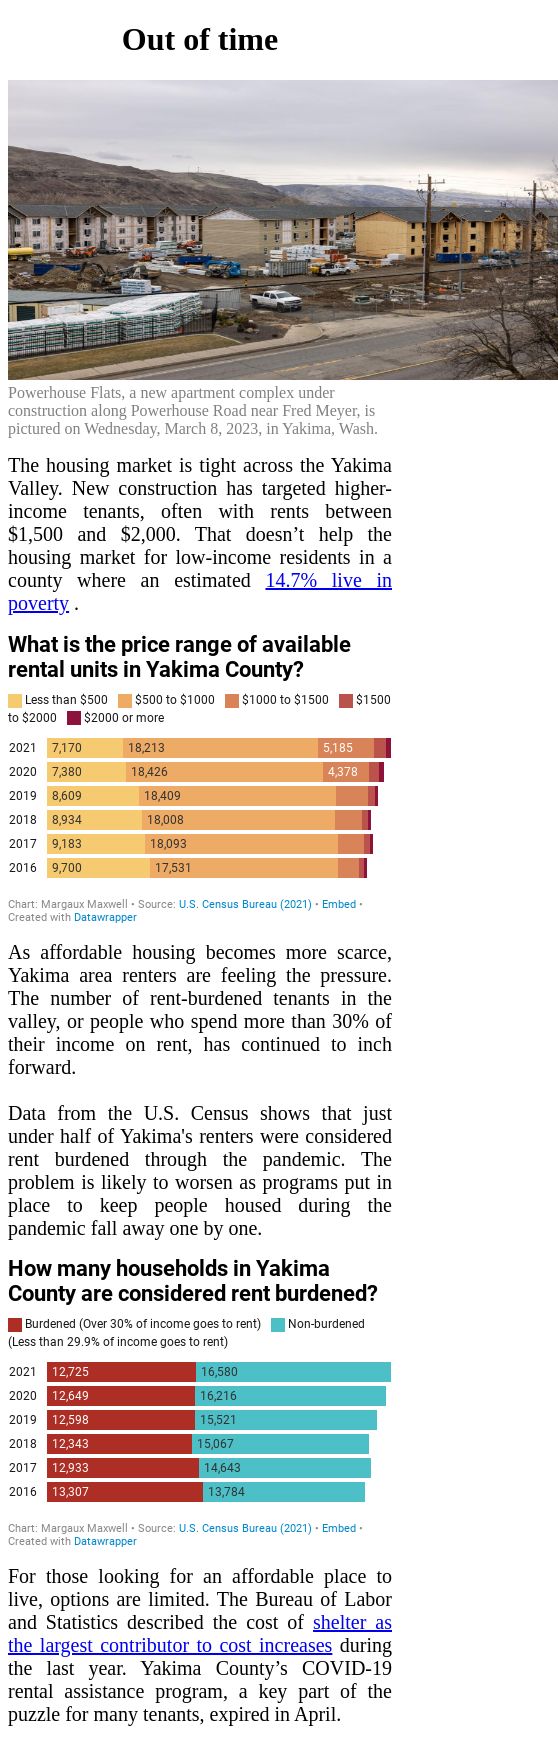 Out of time
Powerhouse Flats, a new apartment complex under
construction along Powerhouse Road near Fred Meyer, is
pictured on Wednesday, March 8, 2023, in Yakima, Wash.
The housing market is tight across the Yakima
Valley. New construction has targeted higher-
income tenants, often with rents between
$1,500 and $2,000. That doesn’t help the
housing market for low-income residents in a
county where an estimated 14.7% live in
poverty .
What is the price range of available
rental units in Yakima County?
Less than $500 $500 to $1000 $1000 to $1500 $1500
to $2000 $2000 or more
2021 7,170 18,213 5,185
2020 7,380 18,426 4,378
2019 8,609 18,409
2018 8,934 18,008
2017 9,183 18,093
2016 9,700 17,531
Chart: Margaux Maxwell • Source: U.S. Census Bureau (2021) • Embed •
Created with Datawrapper
As affordable housing becomes more scarce,
Yakima area renters are feeling the pressure.
The number of rent-burdened tenants in the
valley, or people who spend more than 30% of
their income on rent, has continued to inch
forward.
Data from the U.S. Census shows that just
under half of Yakima's renters were considered
rent burdened through the pandemic. The
problem is likely to worsen as programs put in
place to keep people housed during the
pandemic fall away one by one.
How many households in Yakima
County are considered rent burdened?
Burdened (Over 30% of income goes to rent) Non-burdened
(Less than 29.9% of income goes to rent)
2021 12,725 16,580
2020 12,649 16,216
2019 12,598 15,521
2018 12,343 15,067
2017 12,933 14,643
2016 13,307 13,784
Chart: Margaux Maxwell • Source: U.S. Census Bureau (2021) • Embed •
Created with Datawrapper
For those looking for an affordable place to
live, options are limited. The Bureau of Labor
and Statistics described the cost of shelter as
the largest contributor to cost increases during
the last year. Yakima County’s COVID-19
rental assistance program, a key part of the
puzzle for many tenants, expired in April.